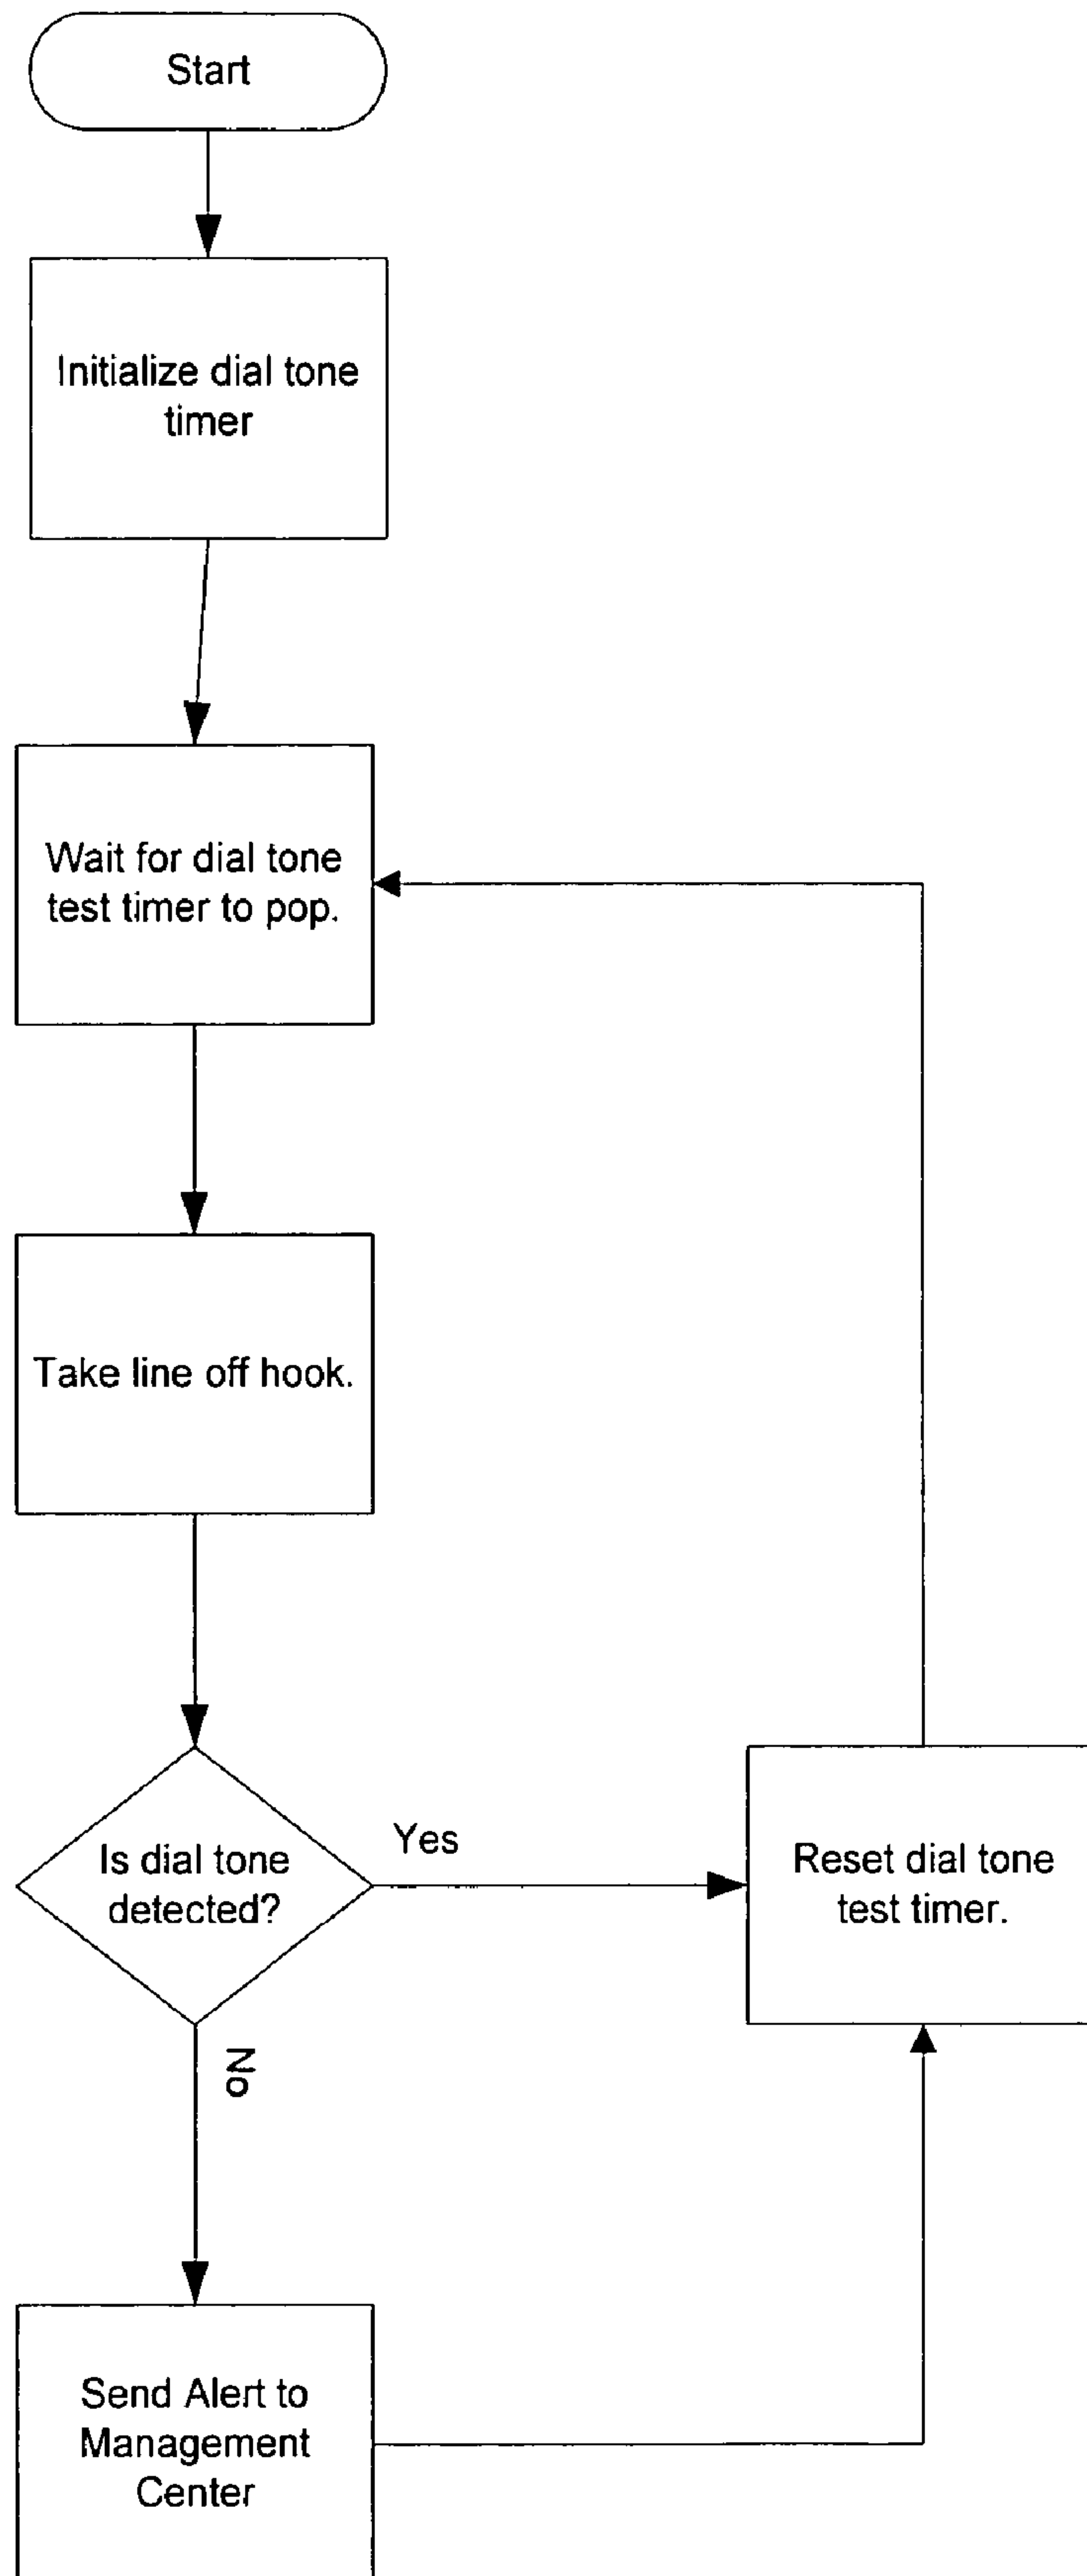 Start
Initialize dial tone
timer
Wait for dial tone
test timer to pop.
Take line off hook.
Is dial tone
detected?
Yes
Reset dial tone
test timer.
No
Send Alert to
Management
Center